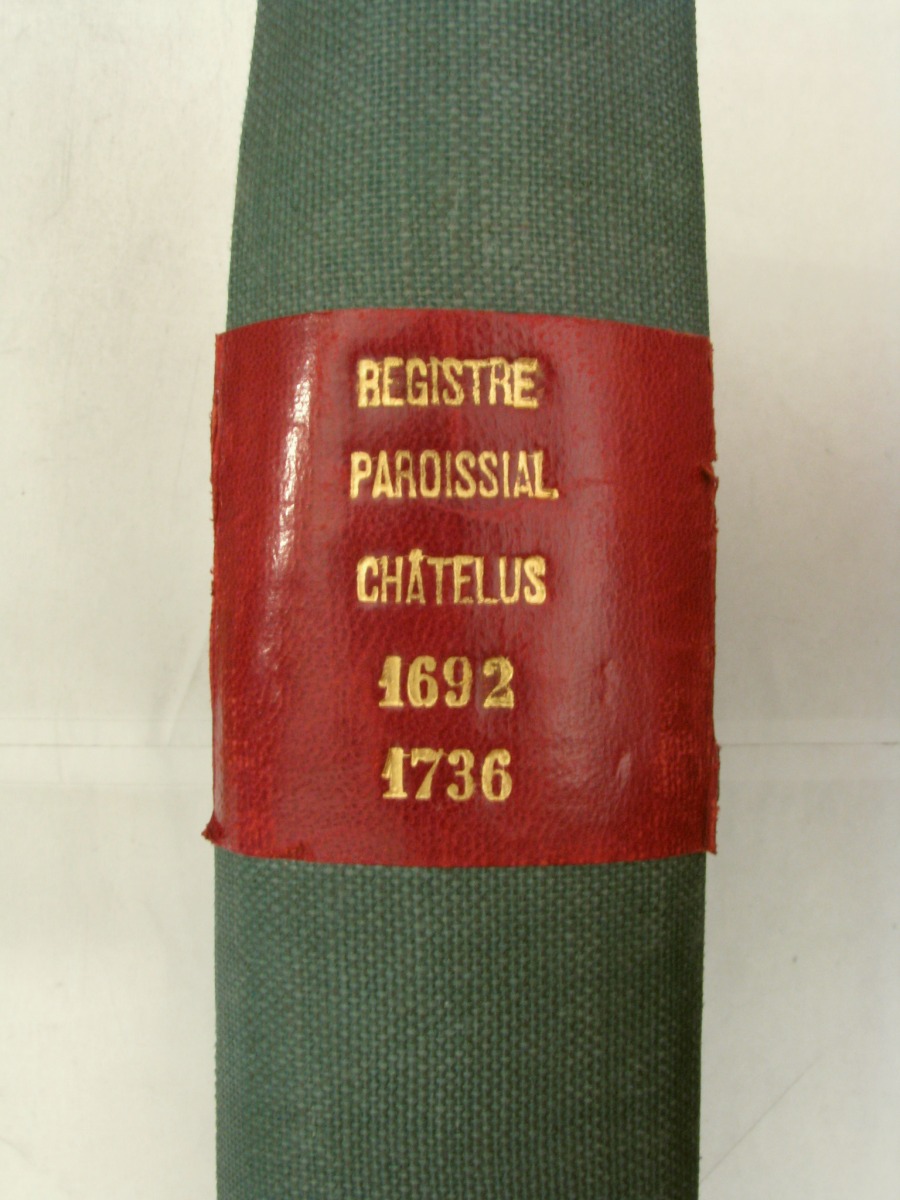 REGISTRE
PAROISSIAL
CHÂTELUS
1692
1736